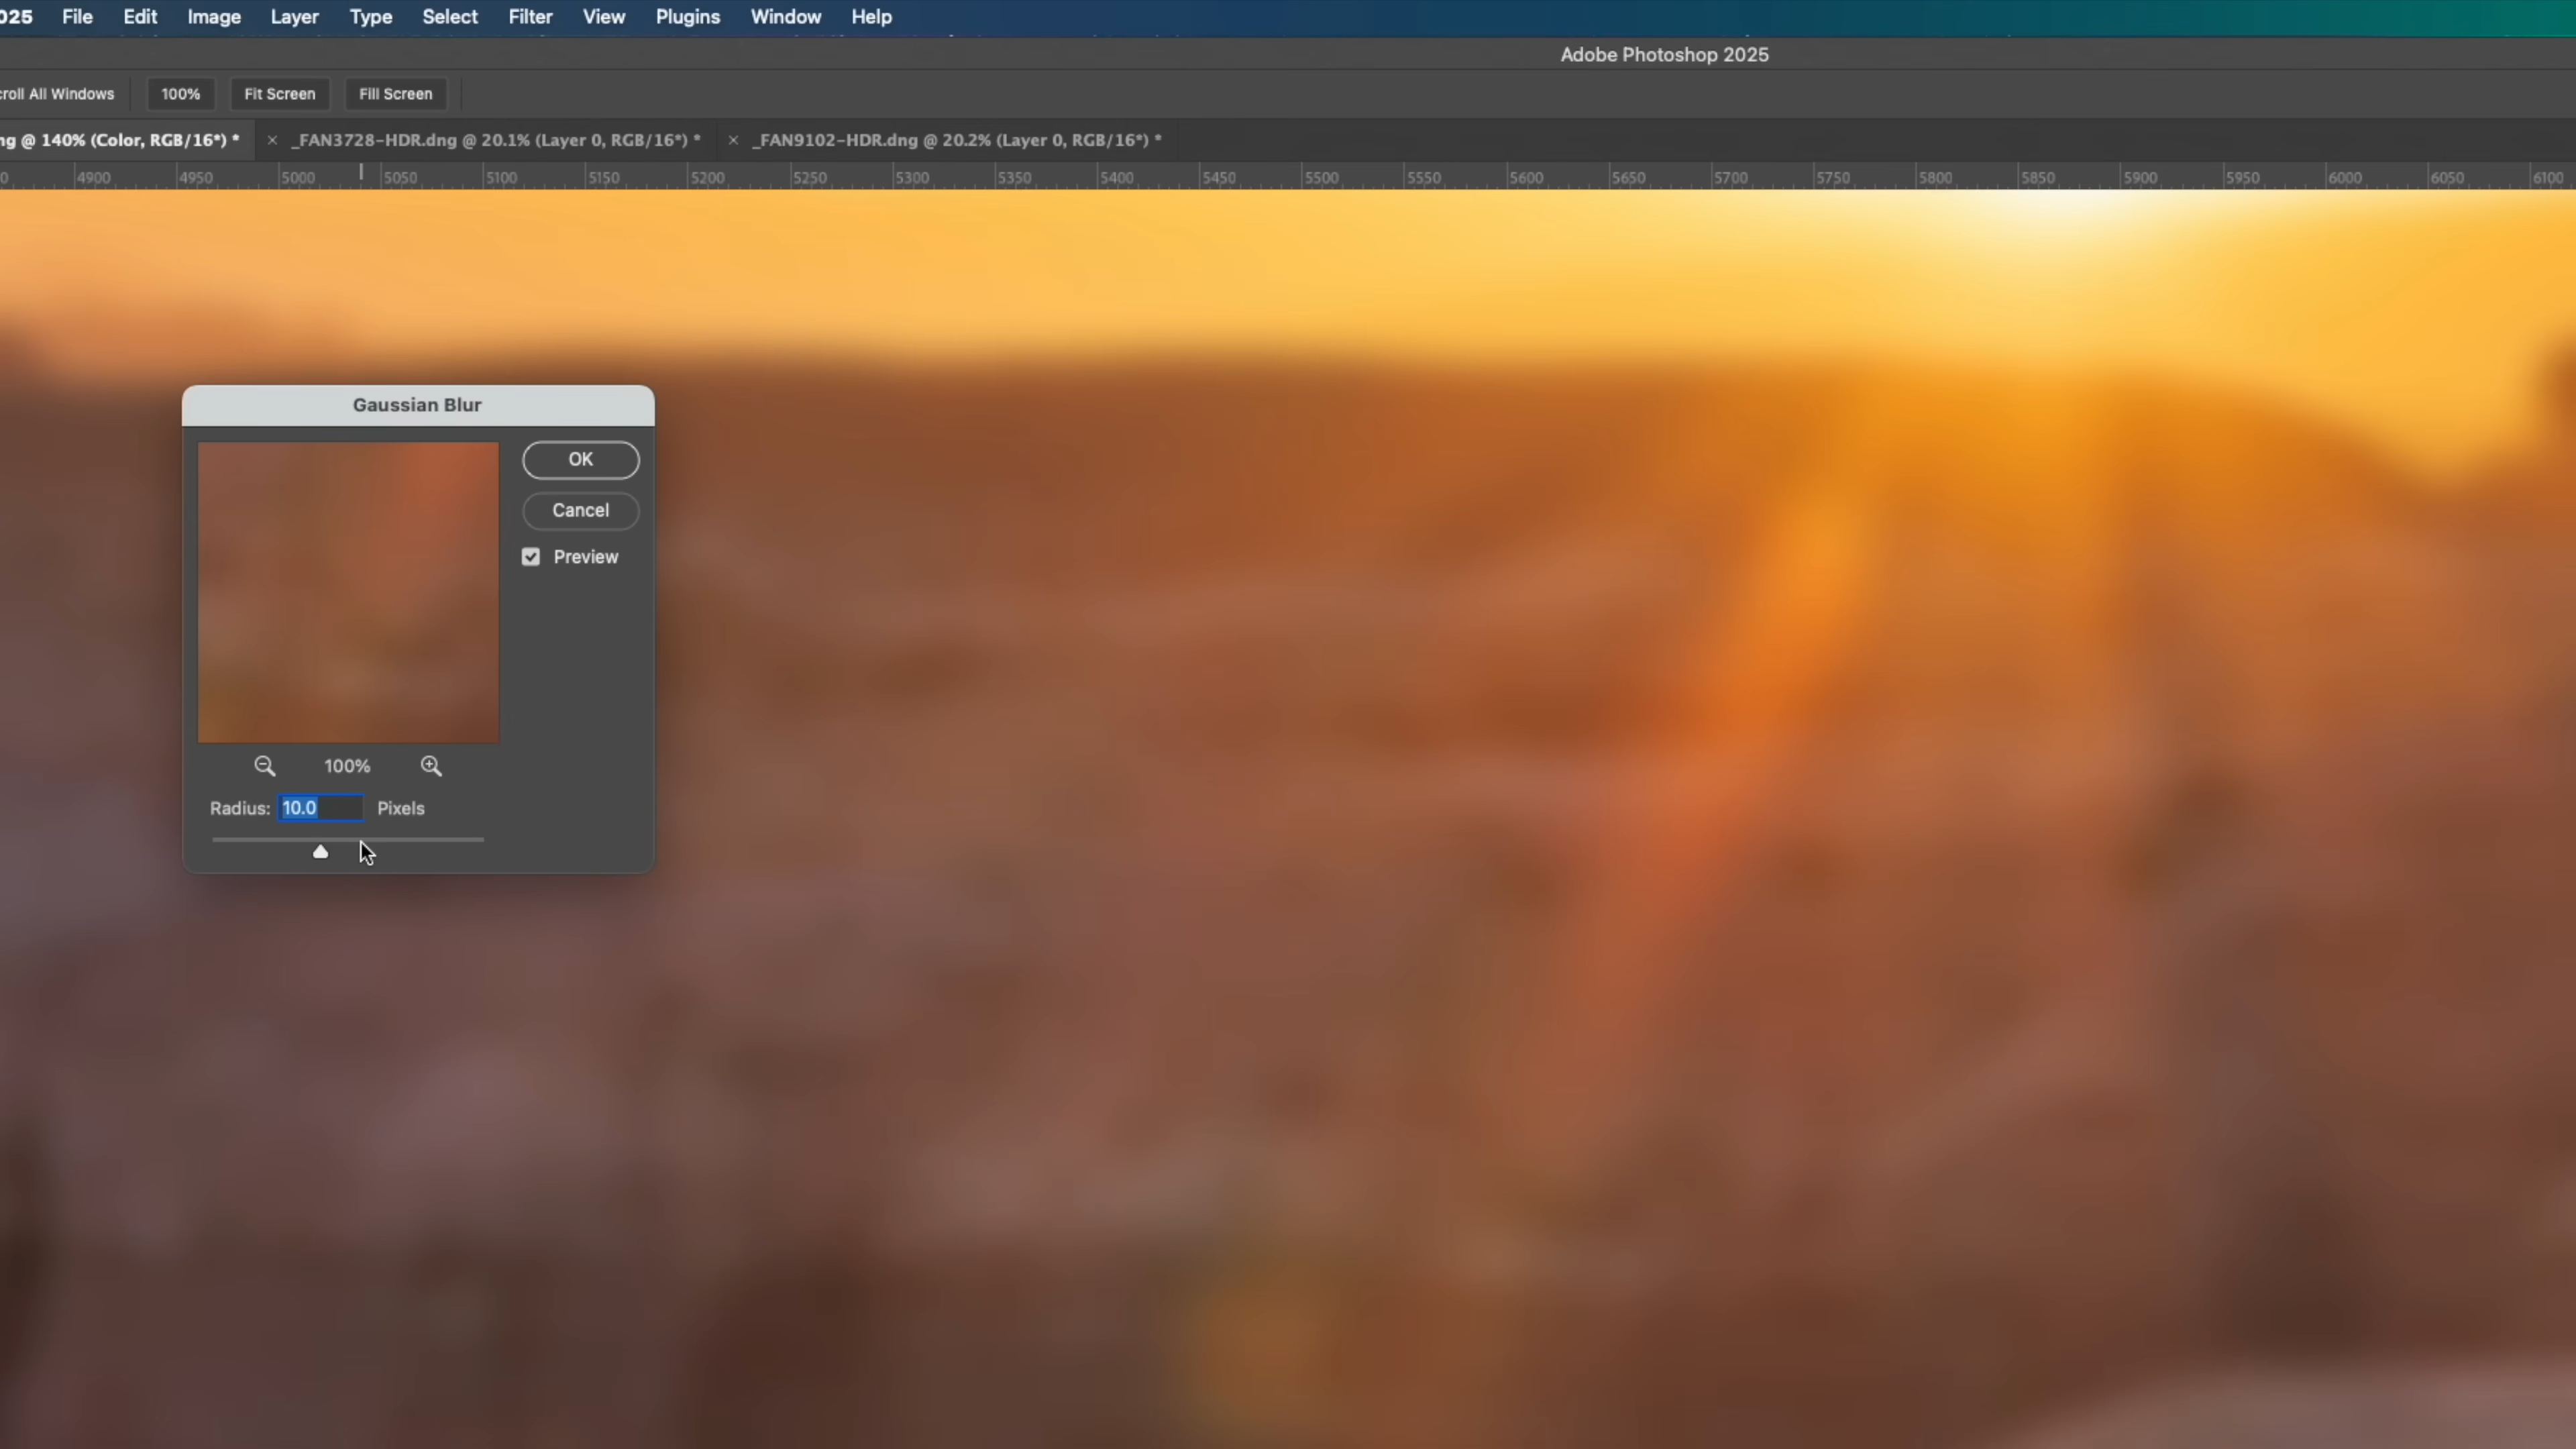 025 File Edit Image Layer Type Select Filter View Plugins Window Help
Adobe Photoshop 2025
croll All Windows 100% Fit Screen Fill Screen
ng @ 140% (Color, RGB/16*) * × _FAN3728-HDR.dng @ 20.1% (Layer 0, RGB/16*) * × _FAN9102-HDR.dng @ 20.2% (Layer 0, RGB/16*) *
0 4900 4950 5000 5050 5100 5150 5200 5250 5300 5350 5400 5450 5500 5550 5600 5650 5700 5750 5800 5850 5900 5950 6000 6050 6100
Gaussian Blur
OK
Cancel
Preview
100%
Radius: 10.0 Pixels